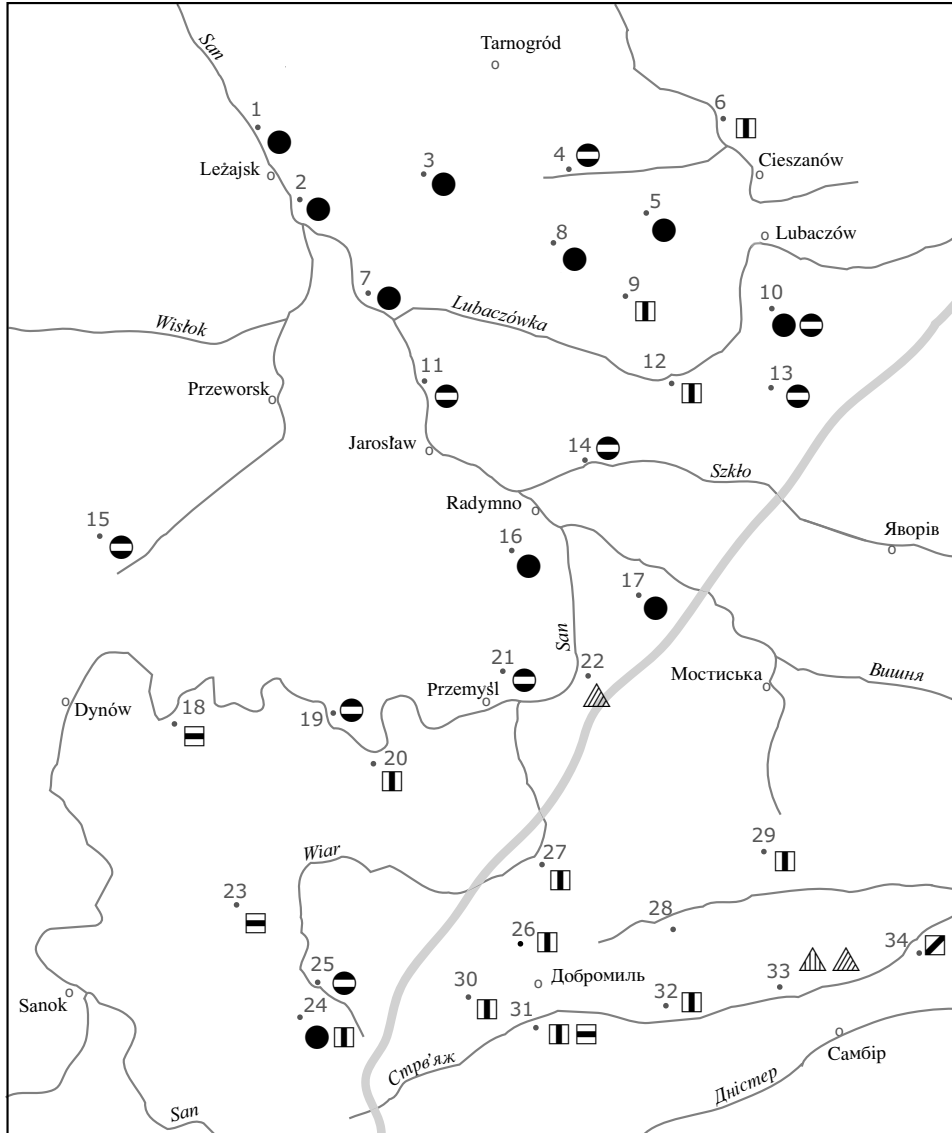 San
Tarnogród
1
6
3
4
Cieszanów
Leżajsk
2
5
Lubaczów
8
7
9
10
Lubaczówka
Wisłok
11
12
13
Przeworsk
14
Jarosław
Szkło
Radymno
15
Яворів
16
17
San
21
22
Мостиська
Вишня
Przemyśl
Dynów
18
19
20
29
Wiar
27
23
28
26
34
25
Добромиль
33
Sanok
30
32
24
31
Самбір
Стрв'яж
Дністер
San